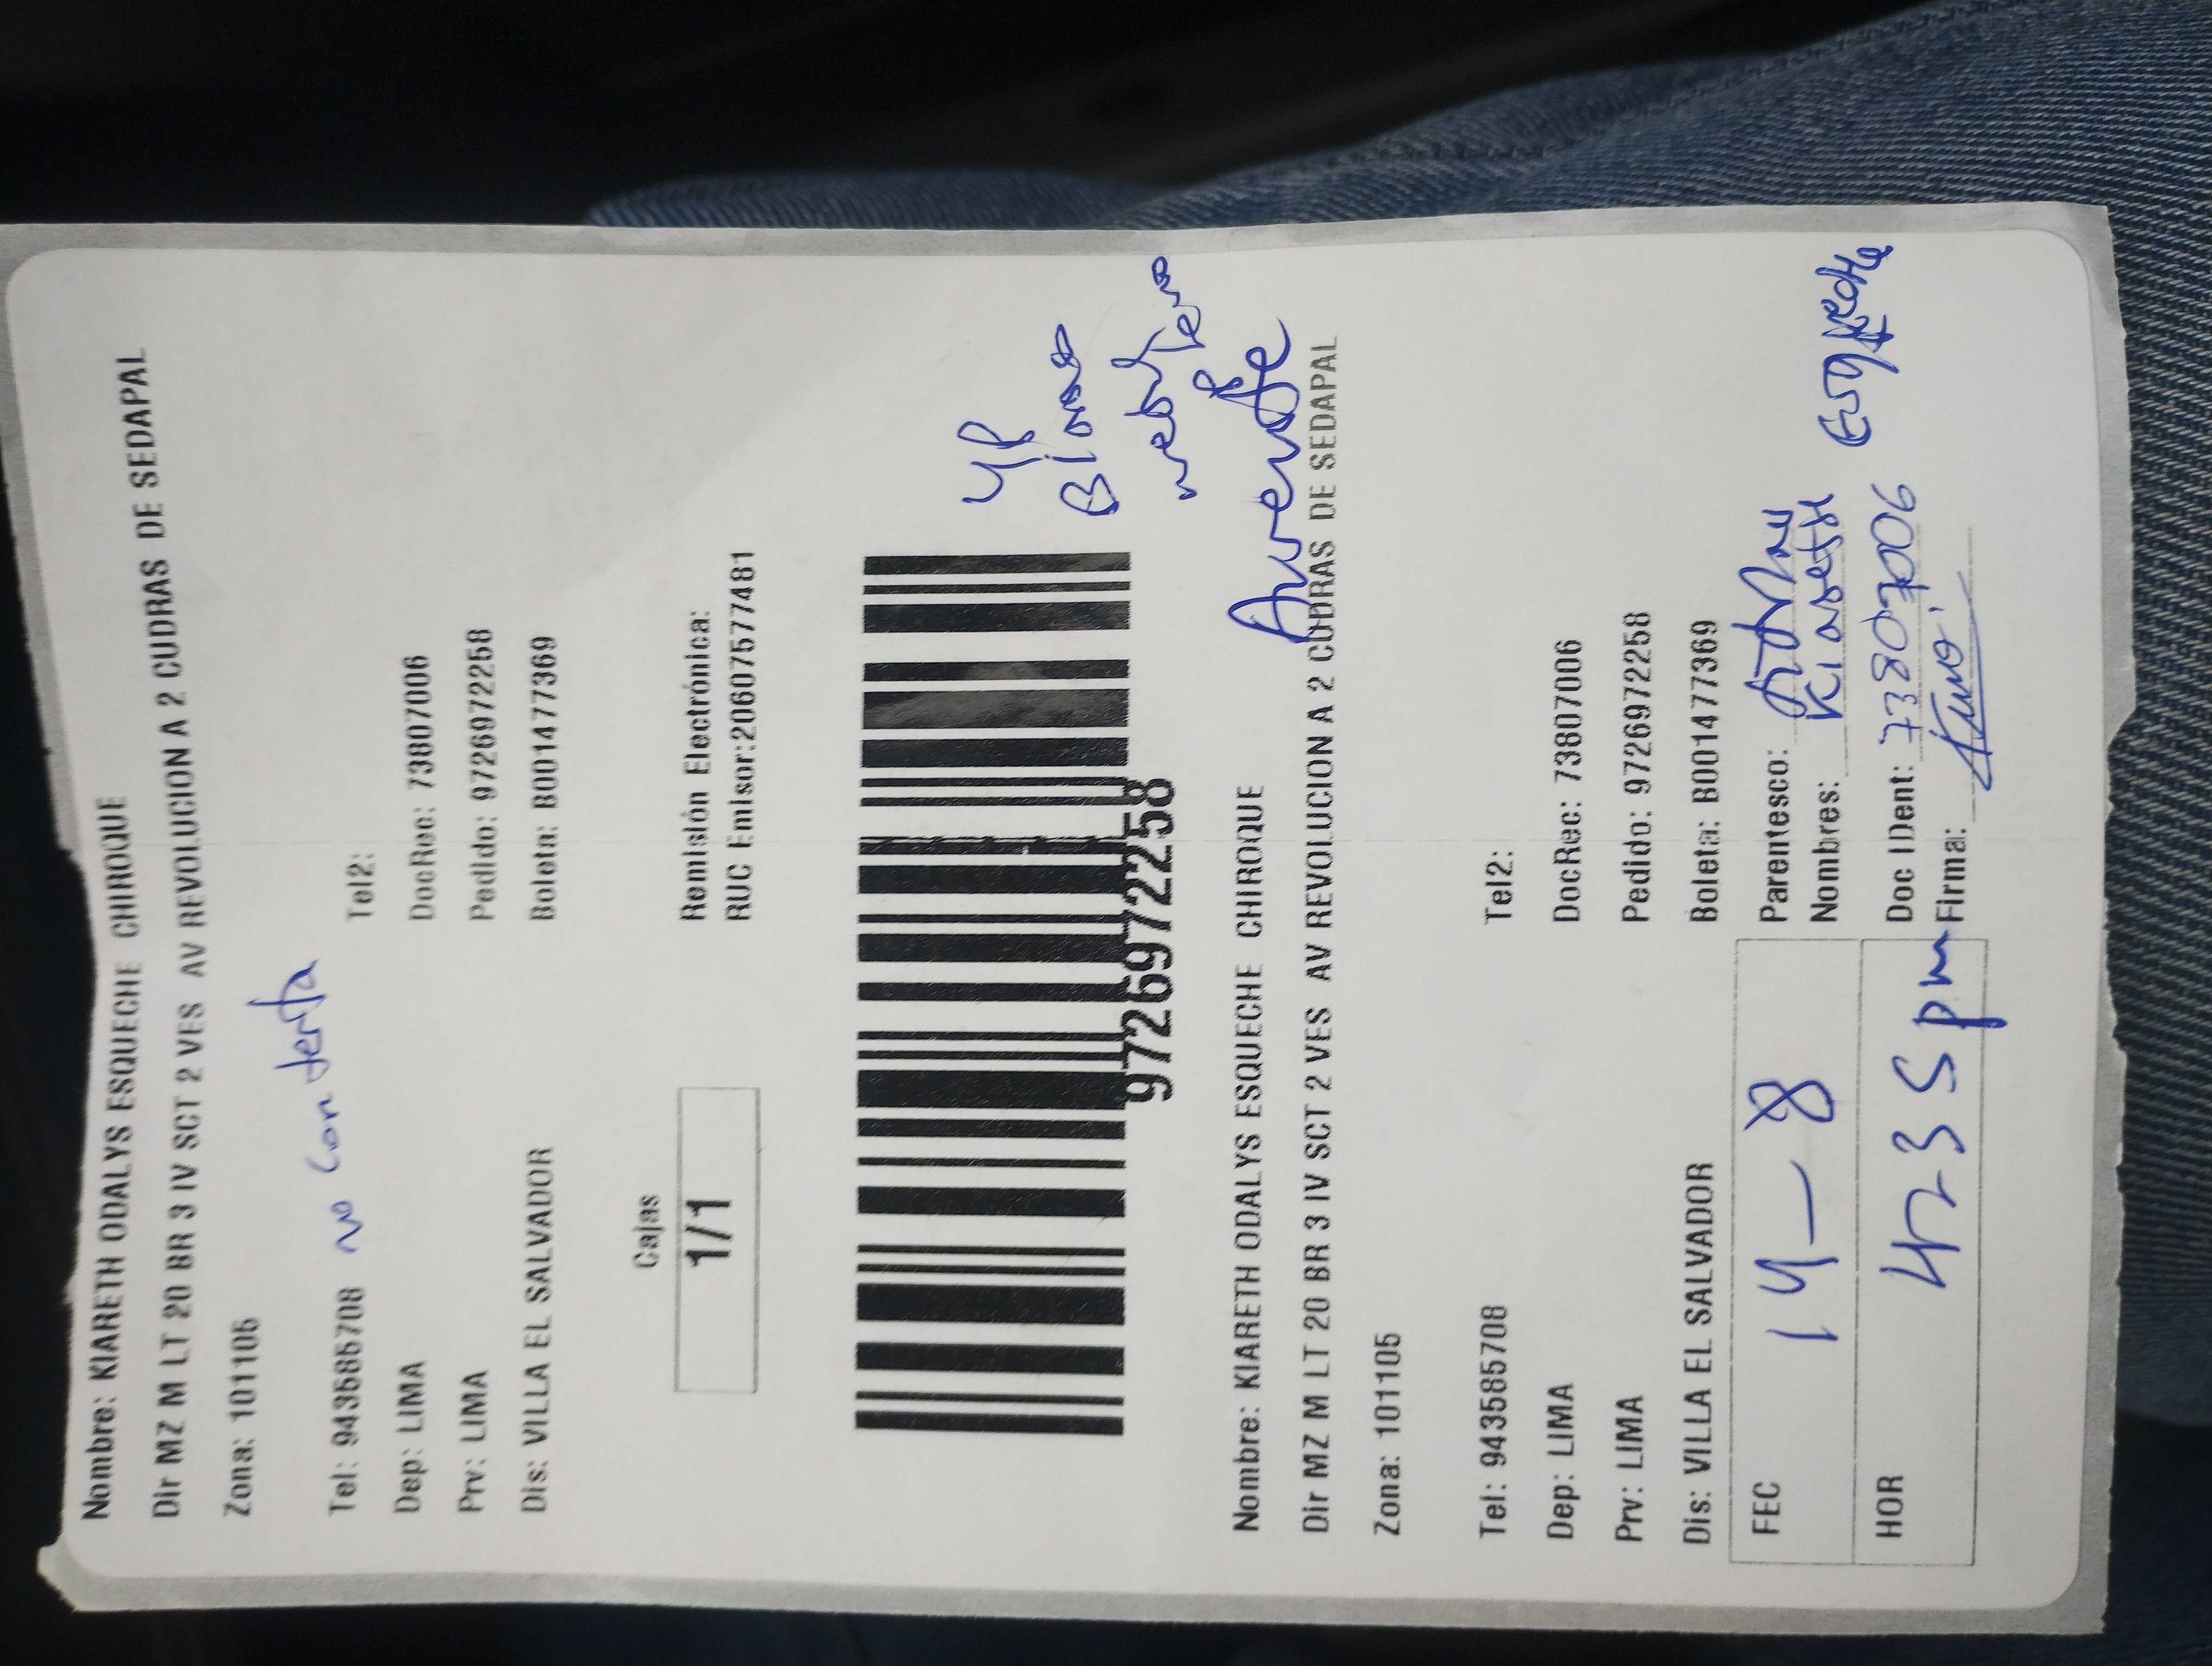 Nombre: KIARETH ODALYS ESQUECHE CHIROQUE
Dir MZ M LT 20 BR 3 IV SCT 2 VES AV REVOLUCION A 2 CUDRAS DE SEDAPAL
Zona: 101105
no contesta
Tel: 943585708 Tel2:
Dep: LIMA DocRec: 73807006
Prv: LIMA Pedido: 9726972258
Dis: VILLA EL SALVADOR Boleta: B001477369
Cajas
1/1
Remisión Electrónica:
RUC Emisor:20607577481
9726972258
4P
Nombre: KIARETH ODALYS ESQUECHE CHIROQUE
Dir MZ M LT 20 BR 3 IV SCT 2 VES AV REVOLUCION A 2 CUDRAS DE SEDAPAL
Zona: 101105
Tel: 943585708 Tel2:
Dep: LIMA DocRec: 73807006
Prv: LIMA Pedido: 9726972258
Dis: VILLA EL SALVADOR Boleta: B001477369
FEC 14-8 Parentesco:
Nombres:
HOR 4 23 5 pm Doc IDent: 73807006
Firma: